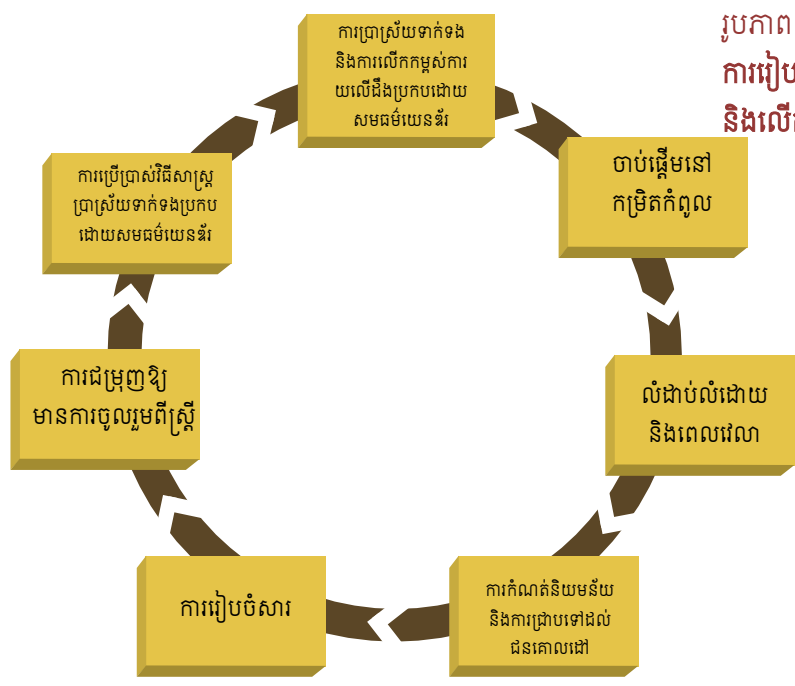 ការប្រាស្រ័យទាក់ទង
និងការលើកកម្ពស់ការ
យល់ដឹងប្រកបដោយ
សមធម៌យេនឌ័រ
រូបភាព
និងលើ
ចាប់ផ្តើមនៅ
កម្រិតកំពូល
លំដាប់លំដោយ
និងពេលវេលា
ការកំណត់និយមន័យ
និងការជ្រាបទៅដល់
ជនគោលដៅ
ការរៀបចំសារ
ការជម្រុញឱ្យ
មានការចូលរួមពីស្ត្រី
ការប្រើប្រាស់វិធីសាស្ត្រ
ប្រាស្រ័យទាក់ទងប្រកប
ដោយសមធម៌យេនឌ័រ